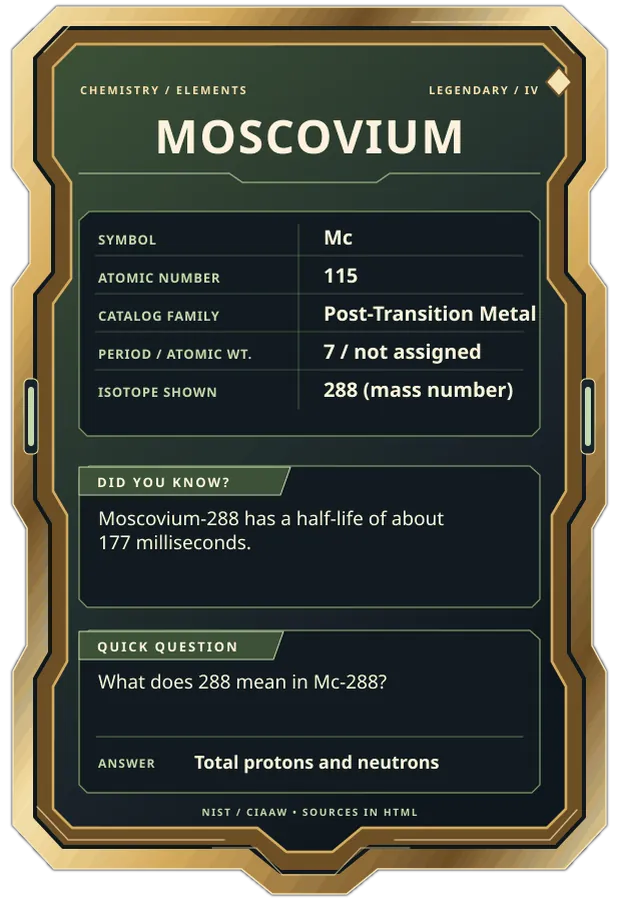 CHEMISTRY / ELEMENTS LEGENDARY / IV
MOSCOVIUM
SYMBOL Mc
ATOMIC NUMBER 115
CATALOG FAMILY Post-Transition Metal
PERIOD / ATOMIC WT. 7 / not assigned
ISOTOPE SHOWN 288 (mass number)
DID YOU KNOW?
Moscovium-288 has a half-life of about
177 milliseconds.
QUICK QUESTION
What does 288 mean in Mc-288?
ANSWER Total protons and neutrons
NIST / CIAAW • SOURCES IN HTML